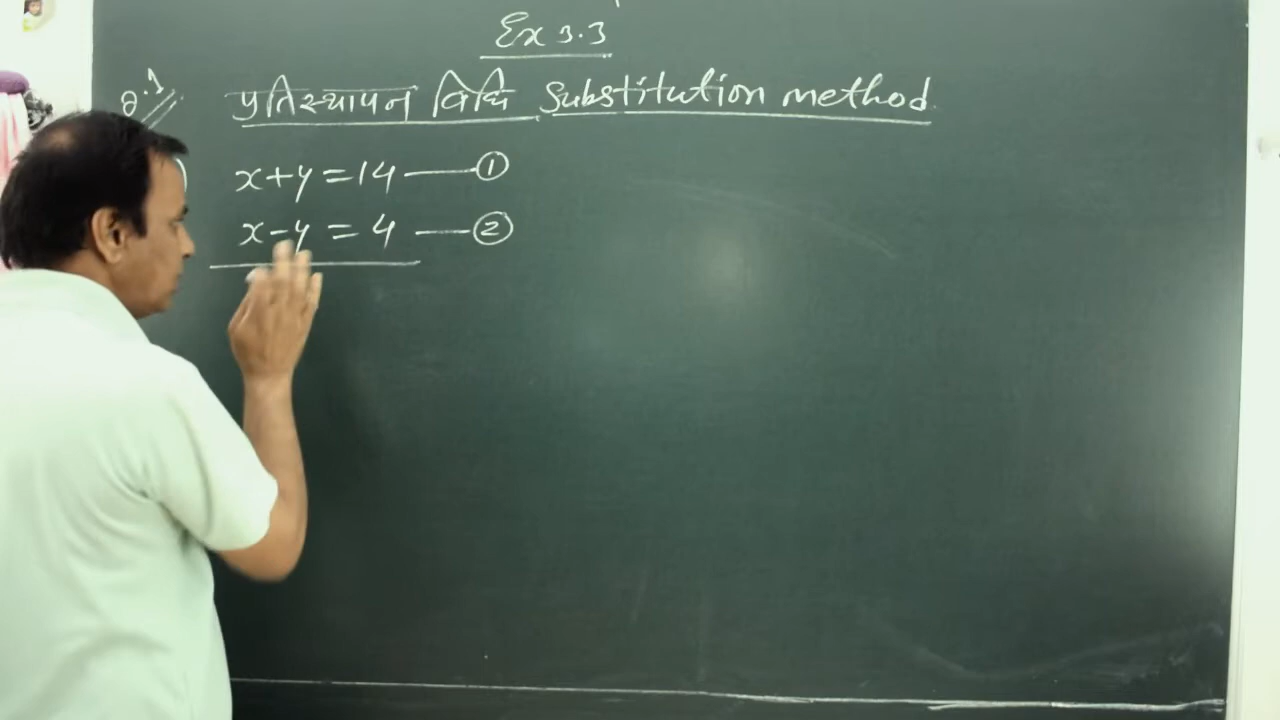 Ex 3.3
Q.1 प्रतिस्थापन विधि Substitution method
) x+y=14 ——①
x-y = 4 ——②